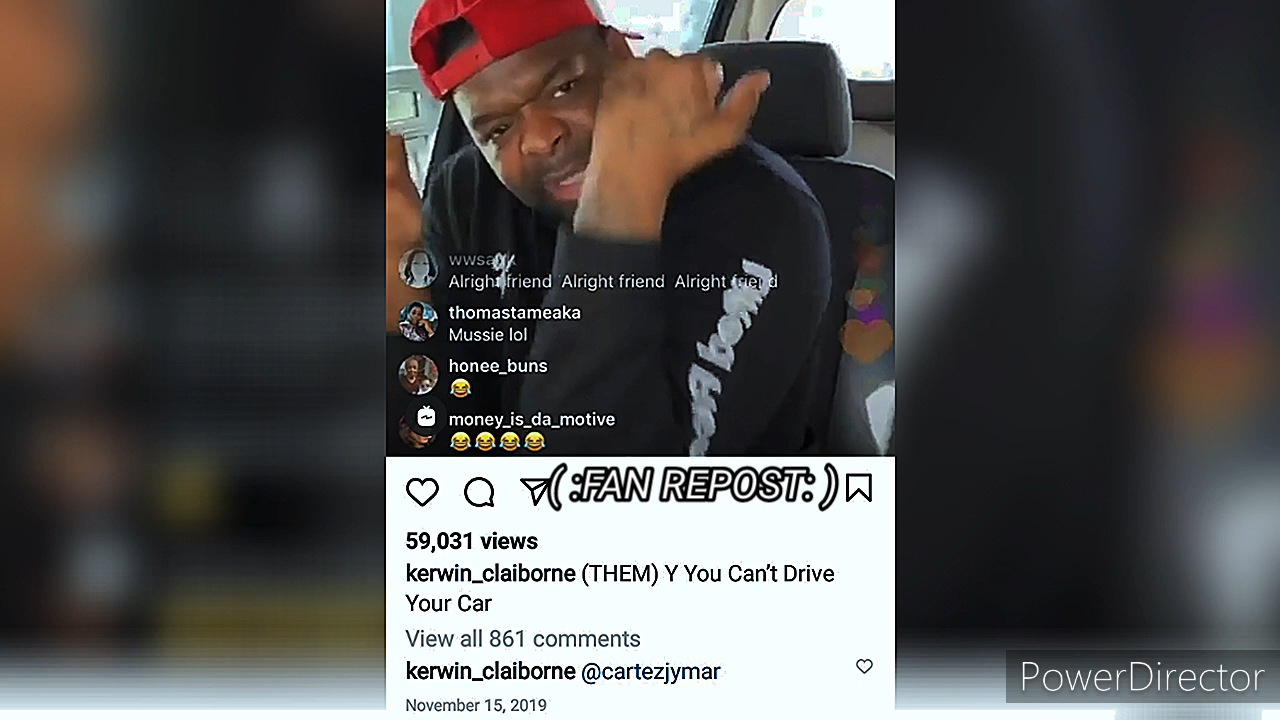 wwsaxx
Alright friend Alright friend Alright friend
thomastameaka
Mussie lol
honee_buns
😂
money_is_da_motive
😂😂😂😂
( :FAN REPOST: )
59,031 views
kerwin_claiborne (THEM) Y You Can’t Drive
Your Car
View all 861 comments
kerwin_claiborne @cartezjymar
November 15, 2019
PowerDirector